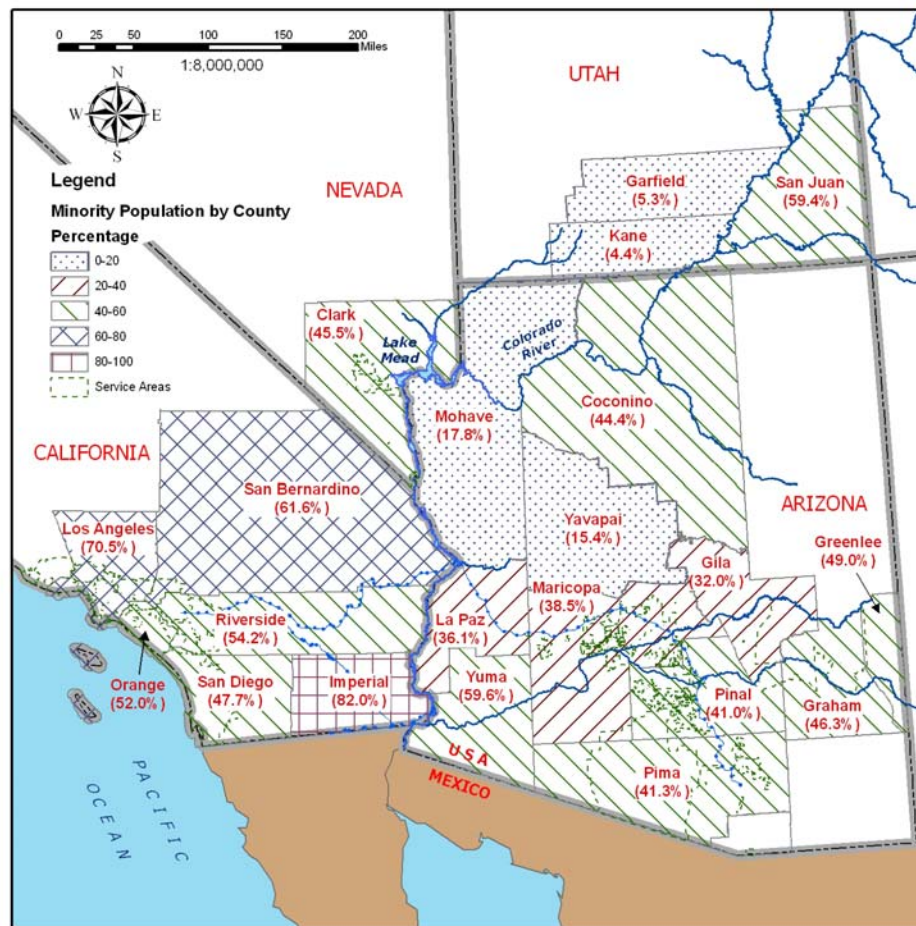 0 25 50 100 150 200
Miles
1:8,000,000
N
W E
S
Legend
Minority Population by County
Percentage
0-20
20-40
40-60
60-80
80-100
Service Areas
UTAH
NEVADA
Garfield
(5.3%)
San Juan
(59.4%)
Kane
(4.4%)
Clark
(45.5%)
Lake
Mead
Colorado
River
Mohave
(17.8%)
Coconino
(44.4%)
CALIFORNIA
San Bernardino
(61.6%)
Los Angeles
(70.5%)
Yavapai
(15.4%)
ARIZONA
Greenlee
(49.0%)
Gila
(32.0%)
Maricopa
(38.5%)
La Paz
(36.1%)
Riverside
(54.2%)
Orange
(52.0%)
San Diego
(47.7%)
Imperial
(82.0%)
Yuma
(59.6%)
Pinal
(41.0%)
Graham
(46.3%)
Pima
(41.3%)
USA
MEXICO
PACIFIC
OCEAN